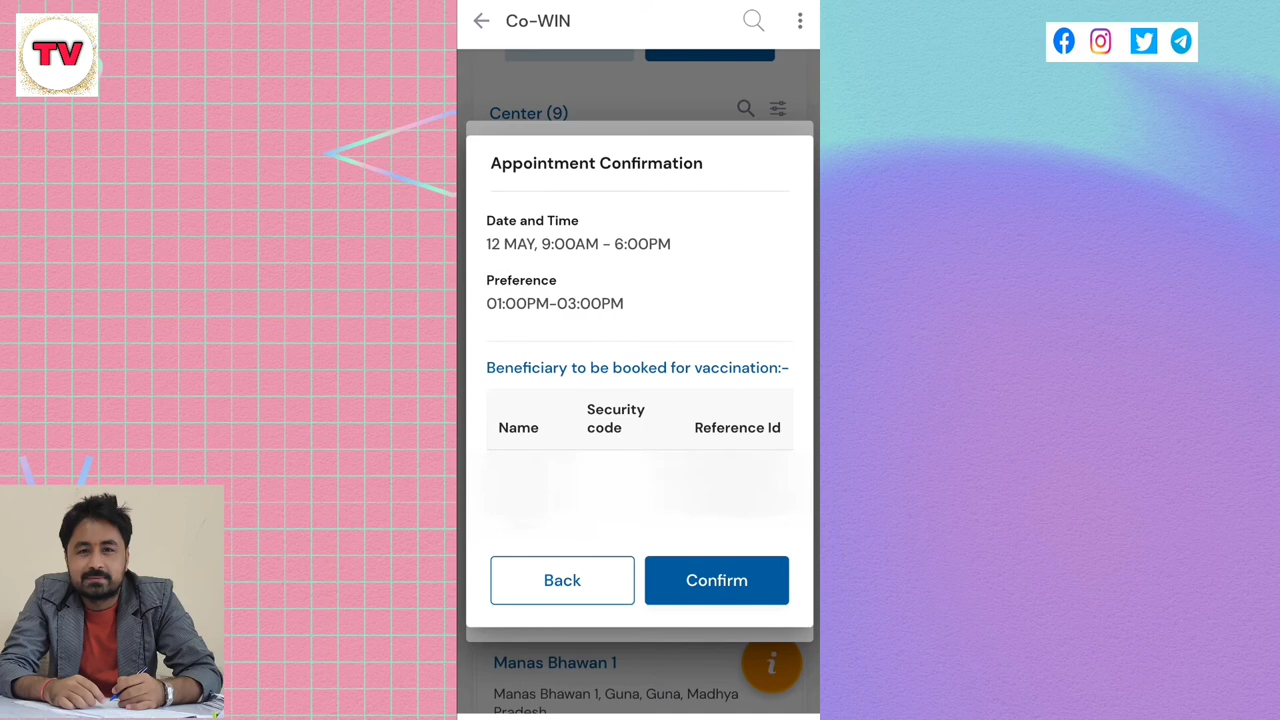 TV
Co-WIN
Center (9)
Appointment Confirmation
Date and Time
12 MAY, 9:00AM - 6:00PM
Preference
01:00PM-03:00PM
Beneficiary to be booked for vaccination:-
Name Security code Reference Id
Back Confirm
Manas Bhawan 1
i
Manas Bhawan 1, Guna, Guna, Madhya
Pradesh